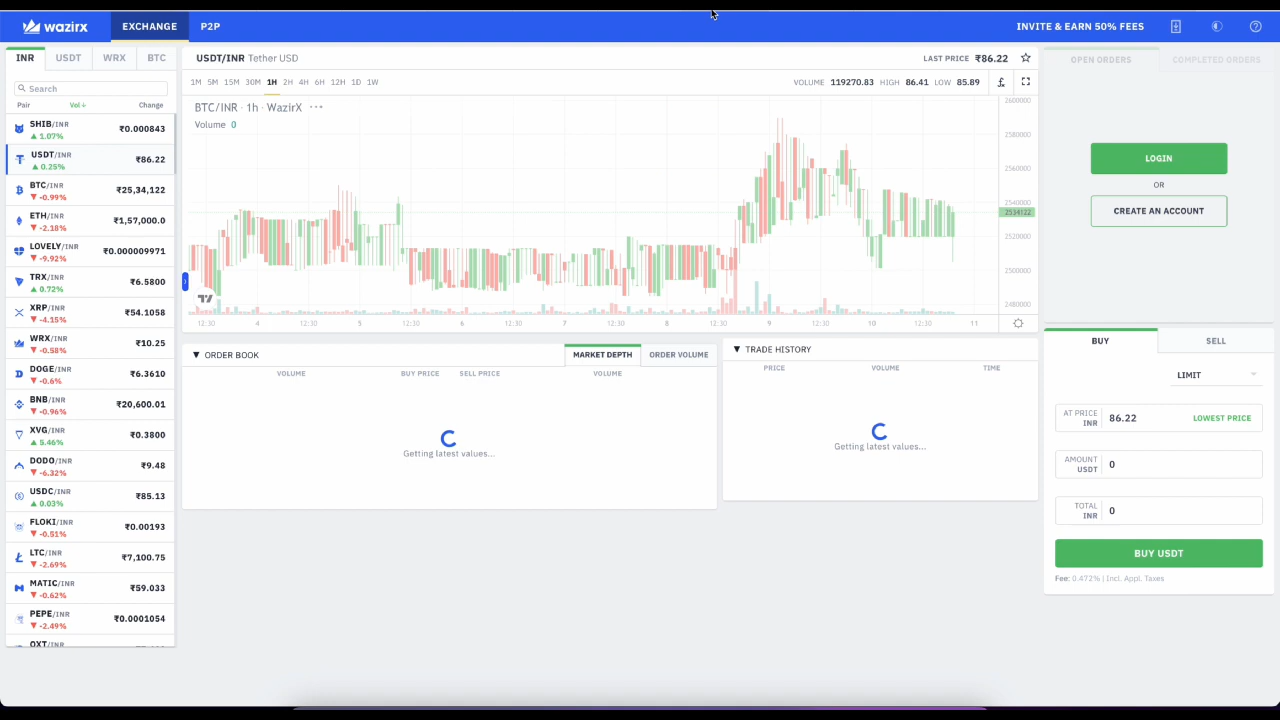 wazirx
EXCHANGE
P2P
INVITE & EARN 50% FEES
INR
USDT
WRX
BTC
Search
Pair
Vol↓
Change
SHIB/INR
▲ 1.07%
₹0.000843
USDT/INR
▲ 0.25%
₹86.22
BTC/INR
▼ -0.99%
₹25,34,122
ETH/INR
▼ -2.18%
₹1,57,000.0
LOVELY/INR
▼ -9.92%
₹0.000009971
TRX/INR
▲ 0.72%
₹6.5800
XRP/INR
▼ -4.15%
₹54.1058
WRX/INR
▼ -0.58%
₹10.25
DOGE/INR
▼ -0.6%
₹6.3610
BNB/INR
▼ -0.96%
₹20,600.01
XVG/INR
▲ 5.46%
₹0.3800
DODO/INR
▼ -6.32%
₹9.48
USDC/INR
▲ 0.03%
₹85.13
FLOKI/INR
▼ -0.51%
₹0.00193
LTC/INR
▼ -2.69%
₹7,100.75
MATIC/INR
▼ -0.62%
₹59.033
PEPE/INR
▼ -2.49%
₹0.0001054
OXT/INR
USDT/INR Tether USD
LAST PRICE ₹86.22
1M 5M 15M 30M 1H 2H 4H 6H 12H 1D 1W
VOLUME 119270.83 HIGH 86.41 LOW 85.89
BTC/INR · 1h · WazirX ···
Volume 0
2600000
2580000
2560000
2540000
2534122
2520000
2500000
2480000
12:30 4 12:30 5 12:30 6 12:30 7 12:30 8 12:30 9 12:30 10 12:30 11
▼ ORDER BOOK
MARKET DEPTH
ORDER VOLUME
VOLUME
BUY PRICE
SELL PRICE
VOLUME
Getting latest values...
▼ TRADE HISTORY
PRICE
VOLUME
TIME
Getting latest values...
OPEN ORDERS
COMPLETED ORDERS
LOGIN
OR
CREATE AN ACCOUNT
BUY
SELL
LIMIT
AT PRICE
INR
86.22
LOWEST PRICE
AMOUNT
USDT
0
TOTAL
INR
0
BUY USDT
Fee: 0.472% | Incl. Appl. Taxes